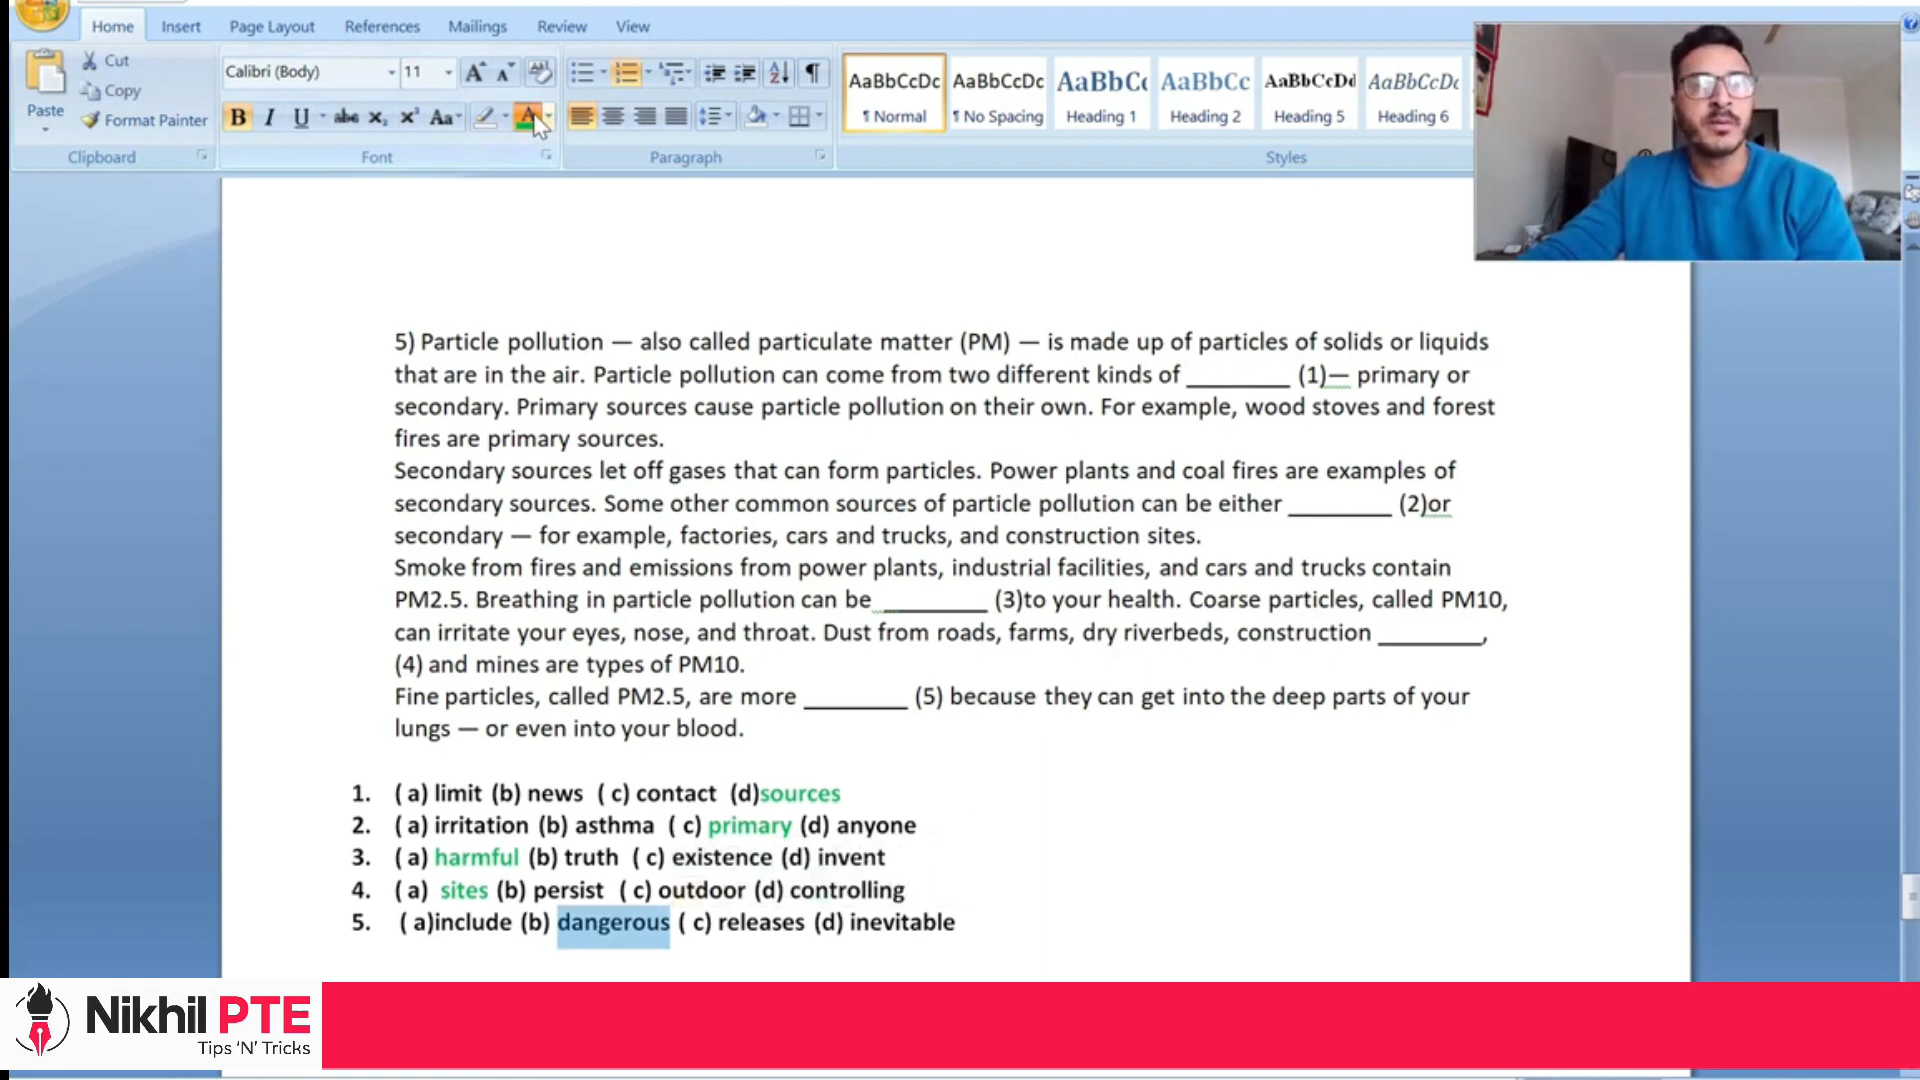 Home Insert Page Layout References Mailings Review View
Cut
Copy
Format Painter
Paste
Clipboard
Calibri (Body) 11
B I U abc x₂ x² Aa A
Font
Paragraph
AaBbCcDc AaBbCcDc AaBbC AaBbCc AaBbCcDd AaBbCcDc
¶ Normal ¶ No Spacing Heading 1 Heading 2 Heading 5 Heading 6
Styles
5) Particle pollution — also called particulate matter (PM) — is made up of particles of solids or liquids
that are in the air. Particle pollution can come from two different kinds of _________ (1)— primary or
secondary. Primary sources cause particle pollution on their own. For example, wood stoves and forest
fires are primary sources.
Secondary sources let off gases that can form particles. Power plants and coal fires are examples of
secondary sources. Some other common sources of particle pollution can be either _________ (2)or
secondary — for example, factories, cars and trucks, and construction sites.
Smoke from fires and emissions from power plants, industrial facilities, and cars and trucks contain
PM2.5. Breathing in particle pollution can be _________ (3)to your health. Coarse particles, called PM10,
can irritate your eyes, nose, and throat. Dust from roads, farms, dry riverbeds, construction _________,
(4) and mines are types of PM10.
Fine particles, called PM2.5, are more _________ (5) because they can get into the deep parts of your
lungs — or even into your blood.
1. ( a) limit (b) news ( c) contact (d)sources
2. ( a) irritation (b) asthma ( c) primary (d) anyone
3. ( a) harmful (b) truth ( c) existence (d) invent
4. ( a) sites (b) persist ( c) outdoor (d) controlling
5. ( a)include (b) dangerous ( c) releases (d) inevitable
Nikhil PTE
Tips 'N' Tricks